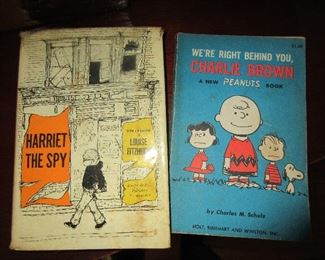 HARRIET
THE SPY
LOUISE
FITZHUGH
$1.00
WE'RE RIGHT BEHIND YOU,
CHARLIE BROWN
A NEW PEANUTS BOOK
by Charles M. Schulz
HOLT, RINEHART AND WINSTON, INC.